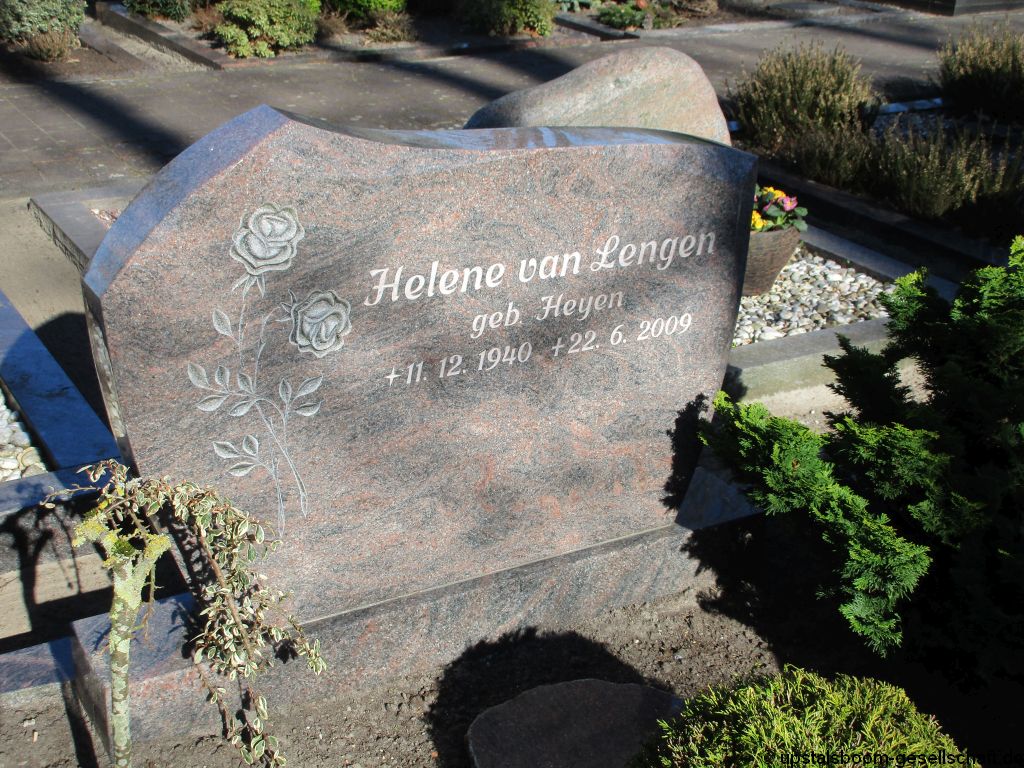 Helene van Lengen
geb. Heyen
+11. 12. 1940 +22. 6. 2009
upstalsboom-gesellschaft.de